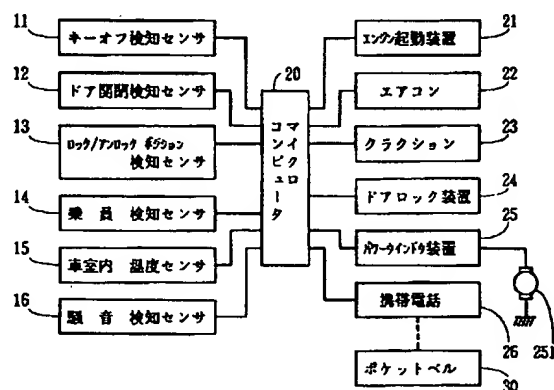 11
キーオフ検知センサ
12
ドア開閉検知センサ
13
ロック/アンロック ポジション
検知センサ
14
乗 員 検知センサ
15
車室内 温度センサ
16
騒 音 検知センサ
20
マイクロ
コンピュータ
21
エンジン起動装置
22
エアコン
23
クラクション
24
ドアロック装置
25
パワーウインドウ装置
251
携帯電話
26
ポケットベル
30